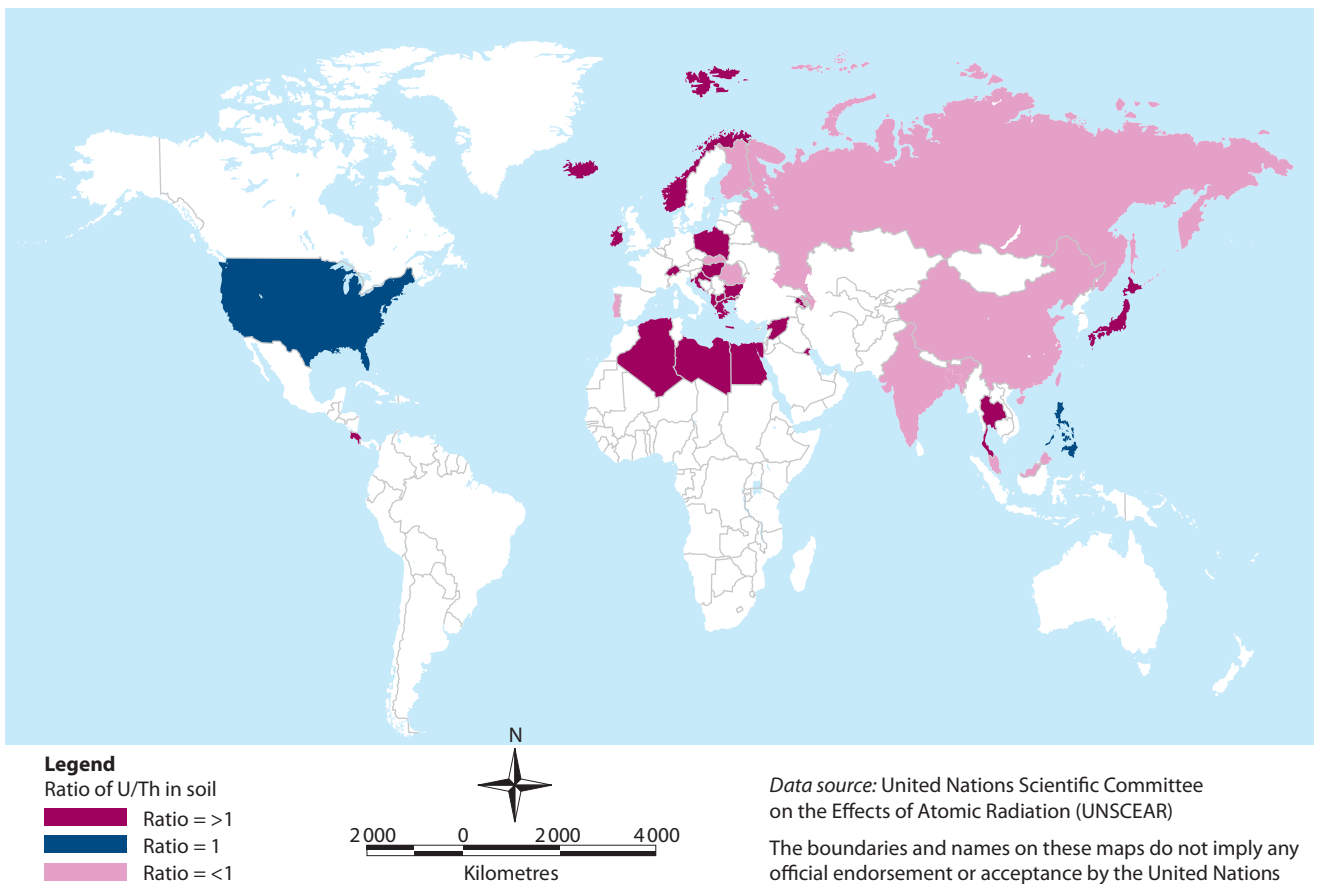 Legend
Ratio of U/Th in soil
Ratio = >1
Ratio = 1
Ratio = <1
N
2 000 0 2 000 4 000
Kilometres
Data source: United Nations Scientific Committee
on the Effects of Atomic Radiation (UNSCEAR)
The boundaries and names on these maps do not imply any
official endorsement or acceptance by the United Nations